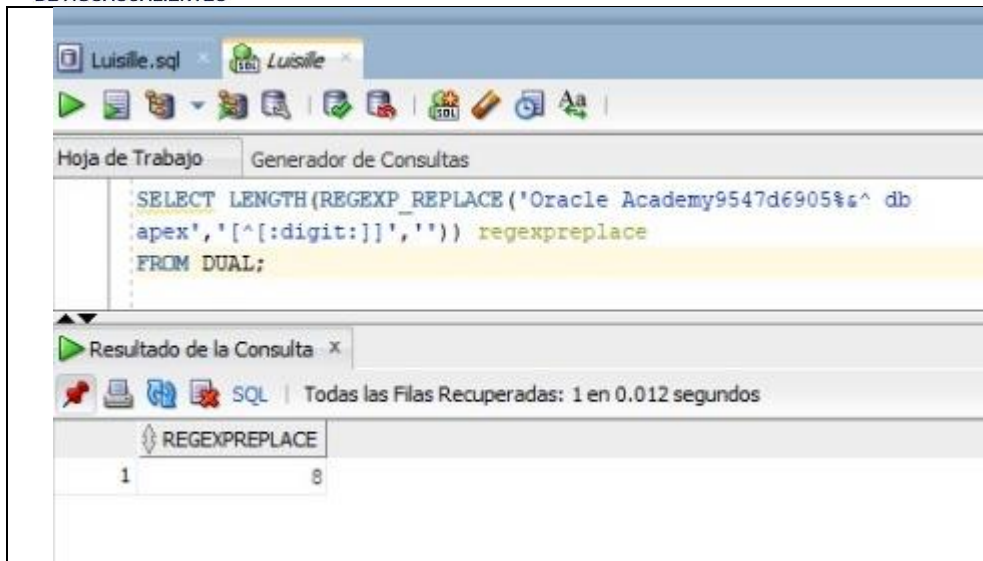 Luisille.sql
Luisille
Hoja de Trabajo
Generador de Consultas
SELECT LENGTH(REGEXP_REPLACE('Oracle Academy9547d6905%&^ db
apex','[^[:digit:]]','')) regexpreplace
FROM DUAL;
Resultado de la Consulta x
SQL | Todas las Filas Recuperadas: 1 en 0.012 segundos
REGEXPREPLACE
1 8